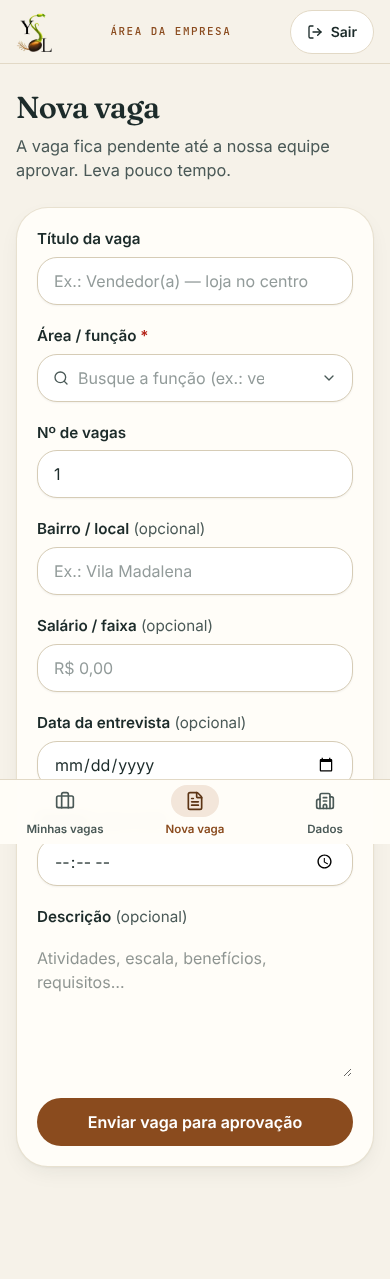 YSL
ÁREA DA EMPRESA
Sair
Nova vaga
A vaga fica pendente até a nossa equipe
aprovar. Leva pouco tempo.
Título da vaga
Ex.: Vendedor(a) — loja no centro
Área / função *
Busque a função (ex.: ve
Nº de vagas
1
Bairro / local (opcional)
Ex.: Vila Madalena
Salário / faixa (opcional)
R$ 0,00
Data da entrevista (opcional)
mm/dd/yyyy
Minhas vagas
Nova vaga
Dados
--:-- --
Descrição (opcional)
Atividades, escala, benefícios,
requisitos...
Enviar vaga para aprovação